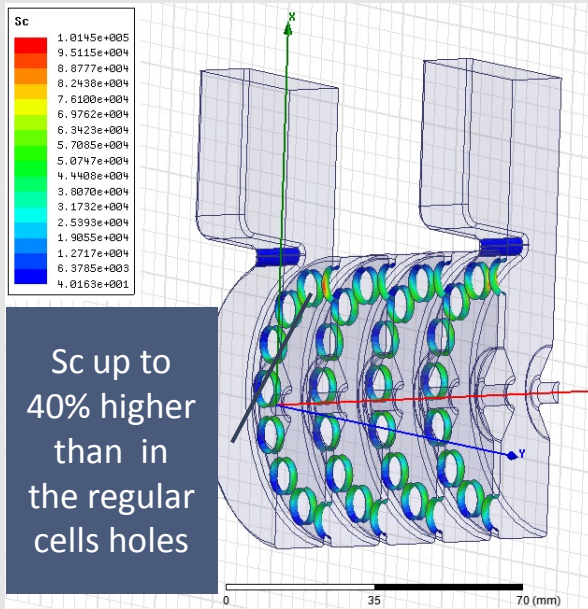 Sc
1.0145e+005
9.5115e+004
8.8777e+004
8.2438e+004
7.6100e+004
6.9762e+004
6.3423e+004
5.7085e+004
5.0747e+004
4.4408e+004
3.8070e+004
3.1732e+004
2.5393e+004
1.9055e+004
1.2717e+004
6.3785e+003
4.0163e+001
X
Y
Sc up to
40% higher
than in
the regular
cells holes
0 35 70 (mm)